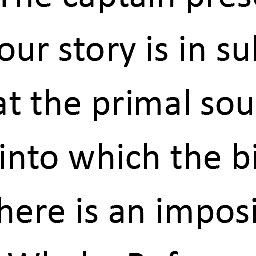 The captain prese
our story is in sul
at the primal sou
into which the bi
here is an imposi